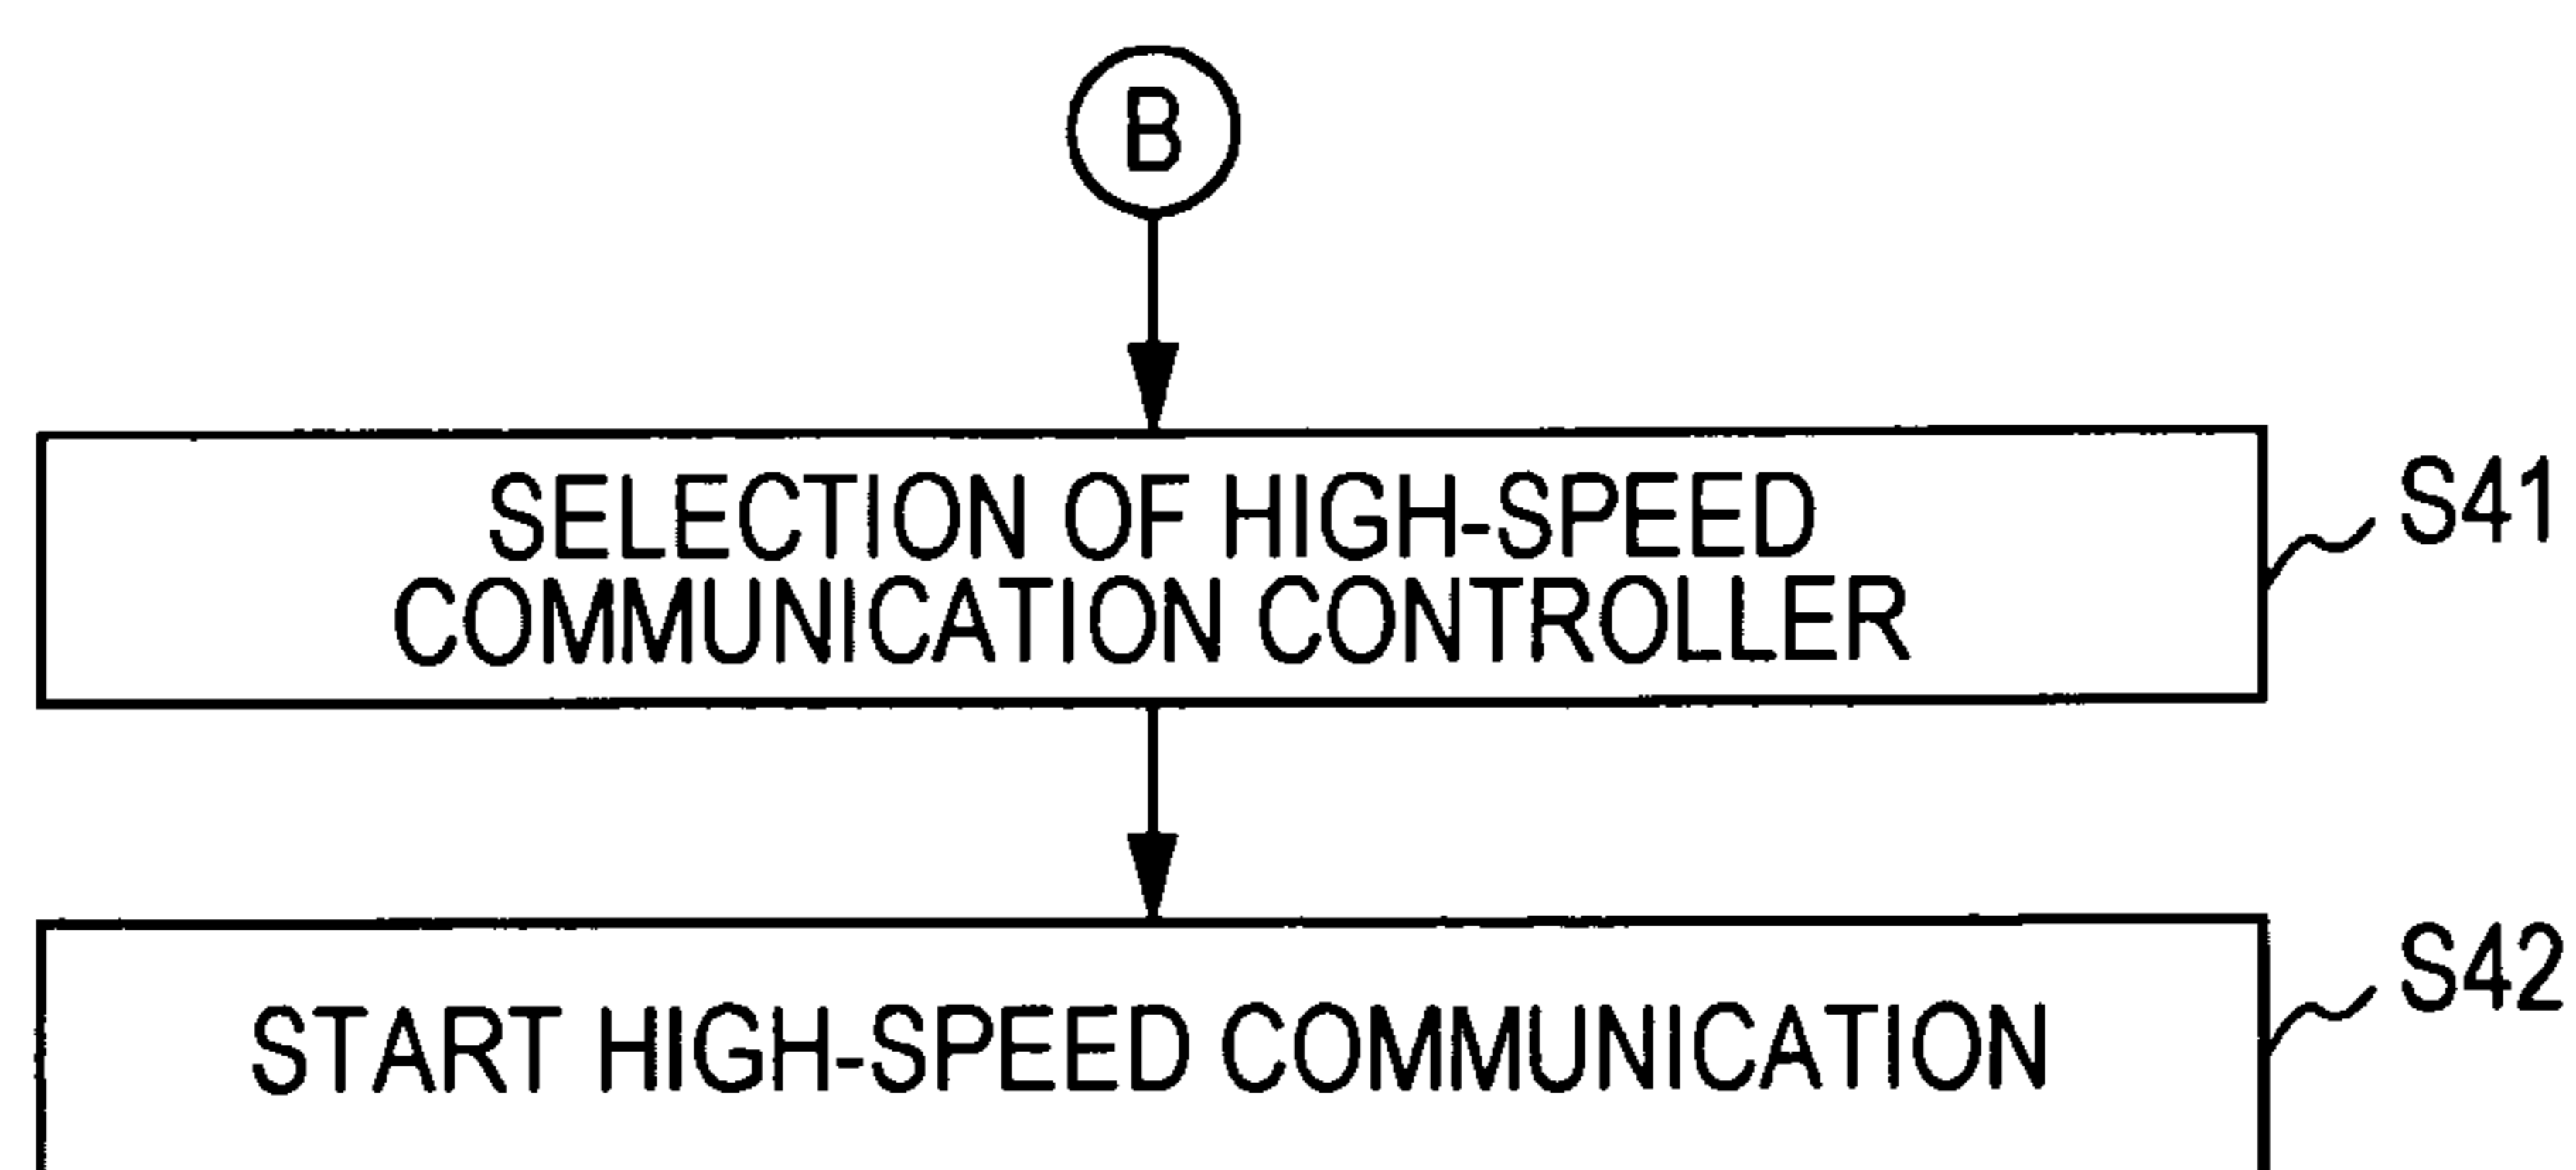 B
SELECTION OF HIGH-SPEED
COMMUNICATION CONTROLLER
S41
START HIGH-SPEED COMMUNICATION
S42